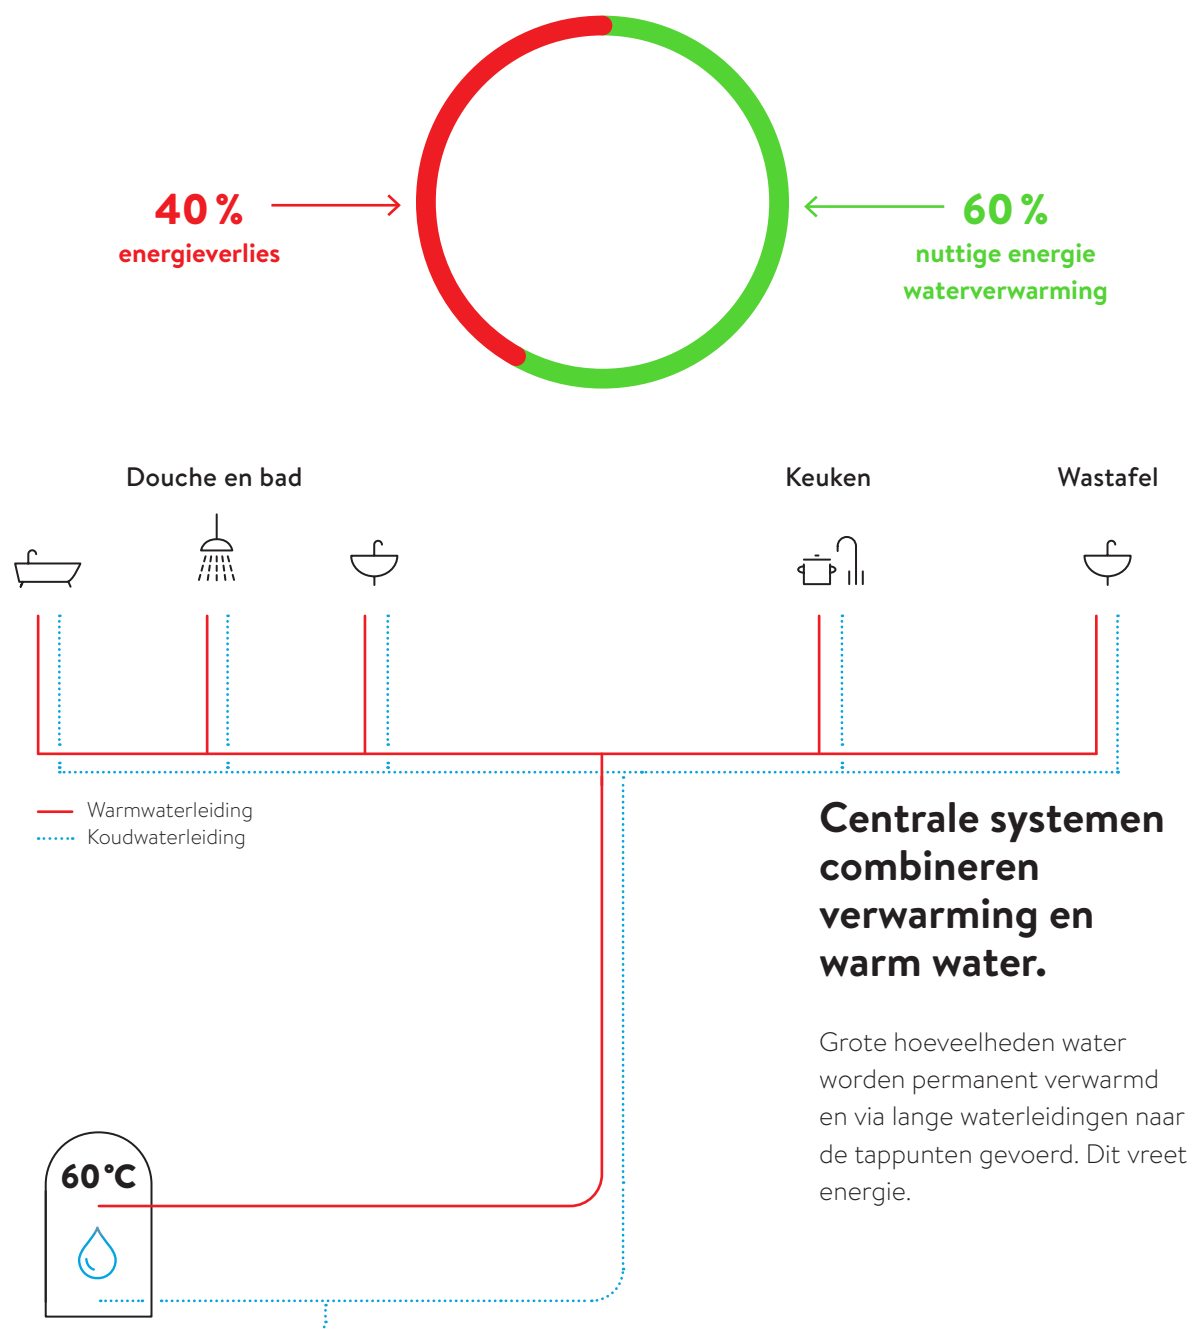 40 %
energieverlies
60 %
nuttige energie
waterverwarming
Douche en bad
Keuken
Wastafel
Warmwaterleiding
Koudwaterleiding
Centrale systemen
combineren
verwarming en
warm water.
Grote hoeveelheden water
worden permanent verwarmd
en via lange waterleidingen naar
de tappunten gevoerd. Dit vreet
energie.
60 °C